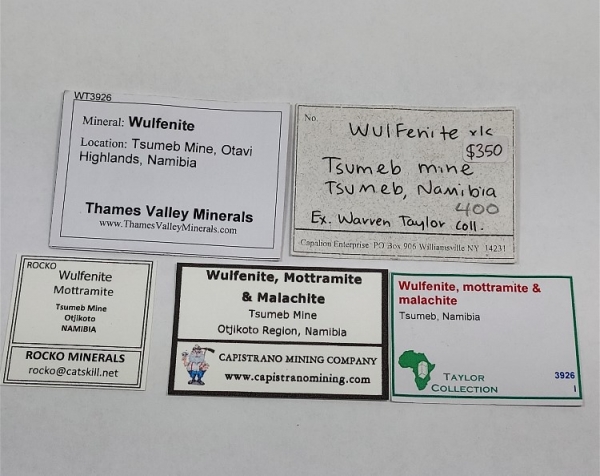 WT3926
Mineral: Wulfenite
Location: Tsumeb Mine, Otavi
Highlands, Namibia
Thames Valley Minerals
www.ThamesValleyMinerals.com
No.
Wulfenite xlc
$350
Tsumeb mine
Tsumeb, Namibia
400
Ex. Warren Taylor coll.
Capalion Enterprise PO Box 906 Williamsville NY 14231
ROCKO
Wulfenite
Mottramite
Tsumeb Mine
Otjikoto
NAMIBIA
ROCKO MINERALS
rocko@catskill.net
Wulfenite, Mottramite
& Malachite
Tsumeb Mine
Otjikoto Region, Namibia
CAPISTRANO MINING COMPANY
www.capistranomining.com
Wulfenite, mottramite &
malachite
Tsumeb, Namibia
TAYLOR
COLLECTION
3926
I